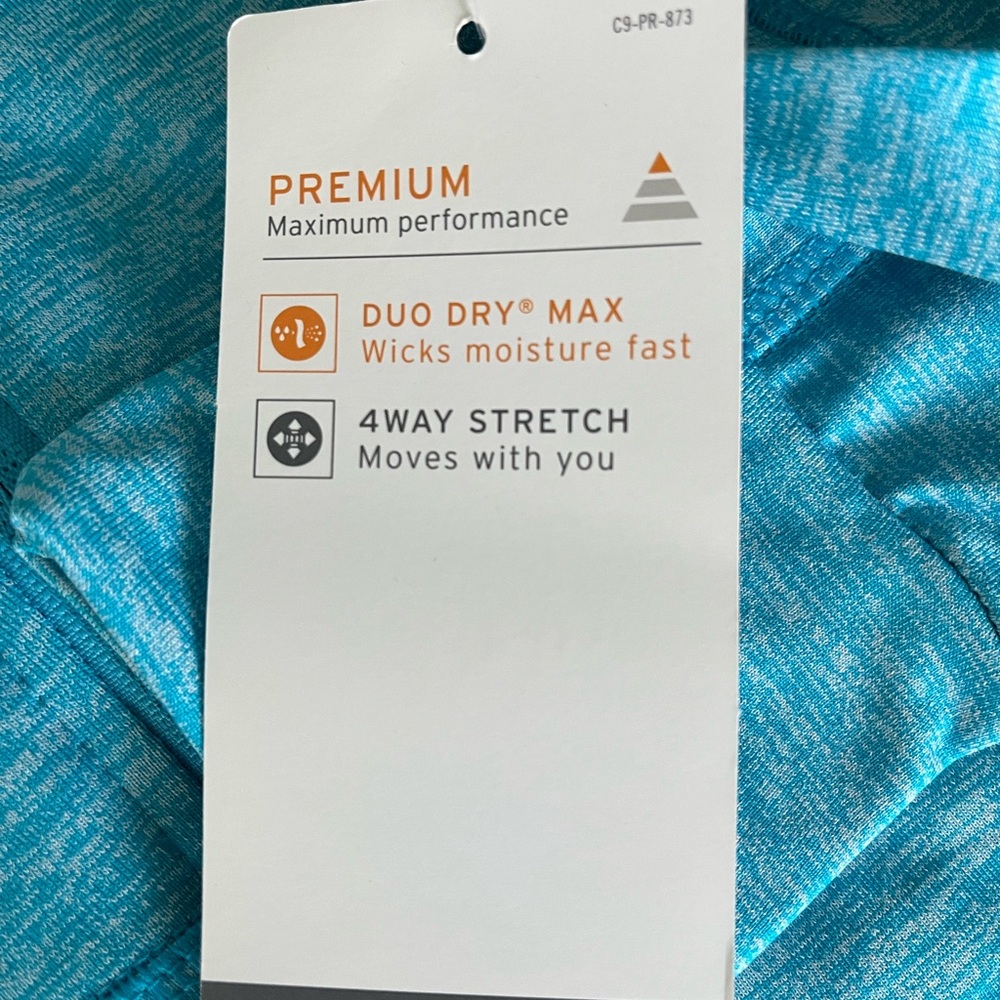 C9-PR-873
PREMIUM
Maximum performance
DUO DRY® MAX
Wicks moisture fast
4WAY STRETCH
Moves with you